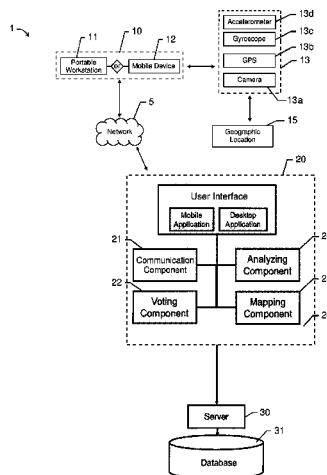 1
10
11
12
Portable
Workstation
or
Mobile Device
Accelerometer
13d
Gyroscope
13c
GPS
13b
13
Camera
13a
5
Network
15
Geographic
Location
20
User Interface
Mobile
Application
Desktop
Application
21
Communication
Component
2
Analyzing
Component
22
Voting
Component
2
Mapping
Component
2
Server
30
31
Database